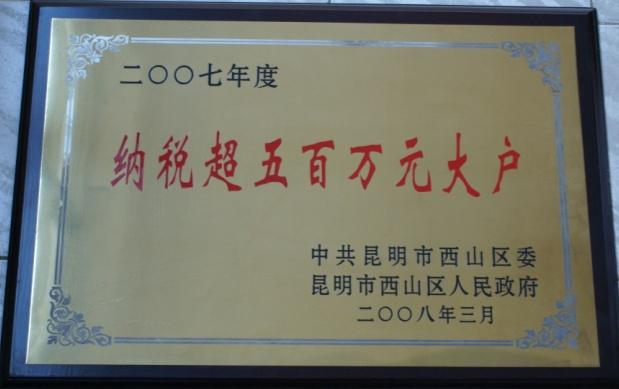 二〇〇七年度
纳税超五百万元大户
中共昆明市西山区委
昆明市西山区人民政府
二〇〇八年三月